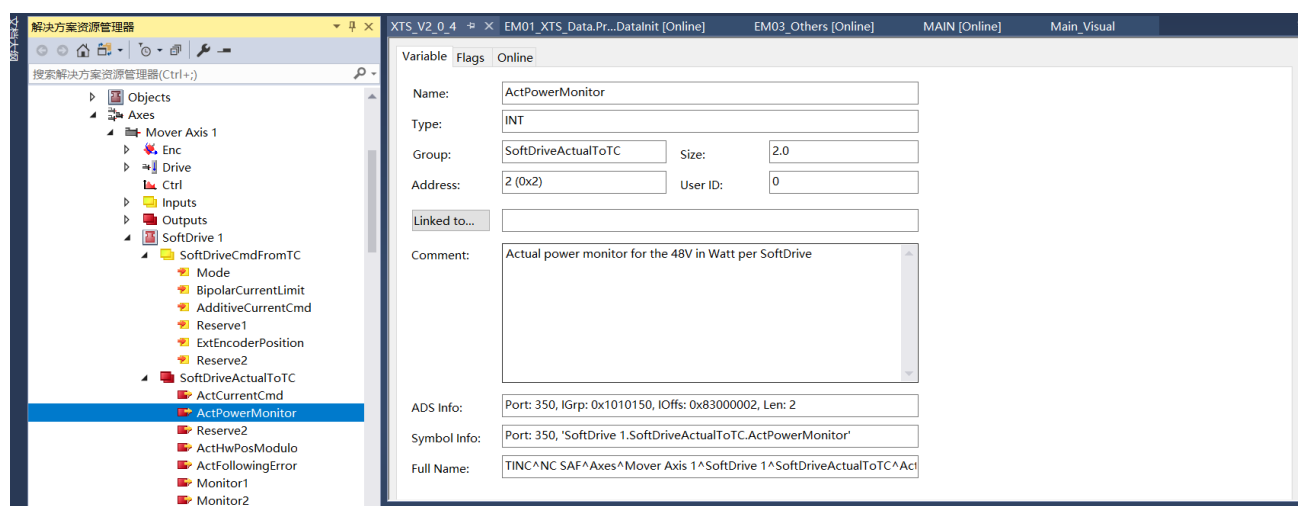 解决方案资源管理器
搜索解决方案资源管理器(Ctrl+;)
Objects
Axes
Mover Axis 1
Enc
Drive
Ctrl
Inputs
Outputs
SoftDrive 1
SoftDriveCmdFromTC
Mode
BipolarCurrentLimit
AdditiveCurrentCmd
Reserve1
ExtEncoderPosition
Reserve2
SoftDriveActualToTC
ActCurrentCmd
ActPowerMonitor
Reserve2
ActHwPosModulo
ActFollowingError
Monitor1
Monitor2
XTS_V2_0_4 EM01_XTS_Data.Pr...DataInit [Online] EM03_Others [Online] MAIN [Online] Main_Visual
Variable Flags Online
Name: ActPowerMonitor
Type: INT
Group: SoftDriveActualToTC Size: 2.0
Address: 2 (0x2) User ID: 0
Linked to...
Comment: Actual power monitor for the 48V in Watt per SoftDrive
ADS Info: Port: 350, IGrp: 0x1010150, IOffs: 0x83000002, Len: 2
Symbol Info: Port: 350, 'SoftDrive 1.SoftDriveActualToTC.ActPowerMonitor'
Full Name: TINC^NC SAF^Axes^Mover Axis 1^SoftDrive 1^SoftDriveActualToTC^Act